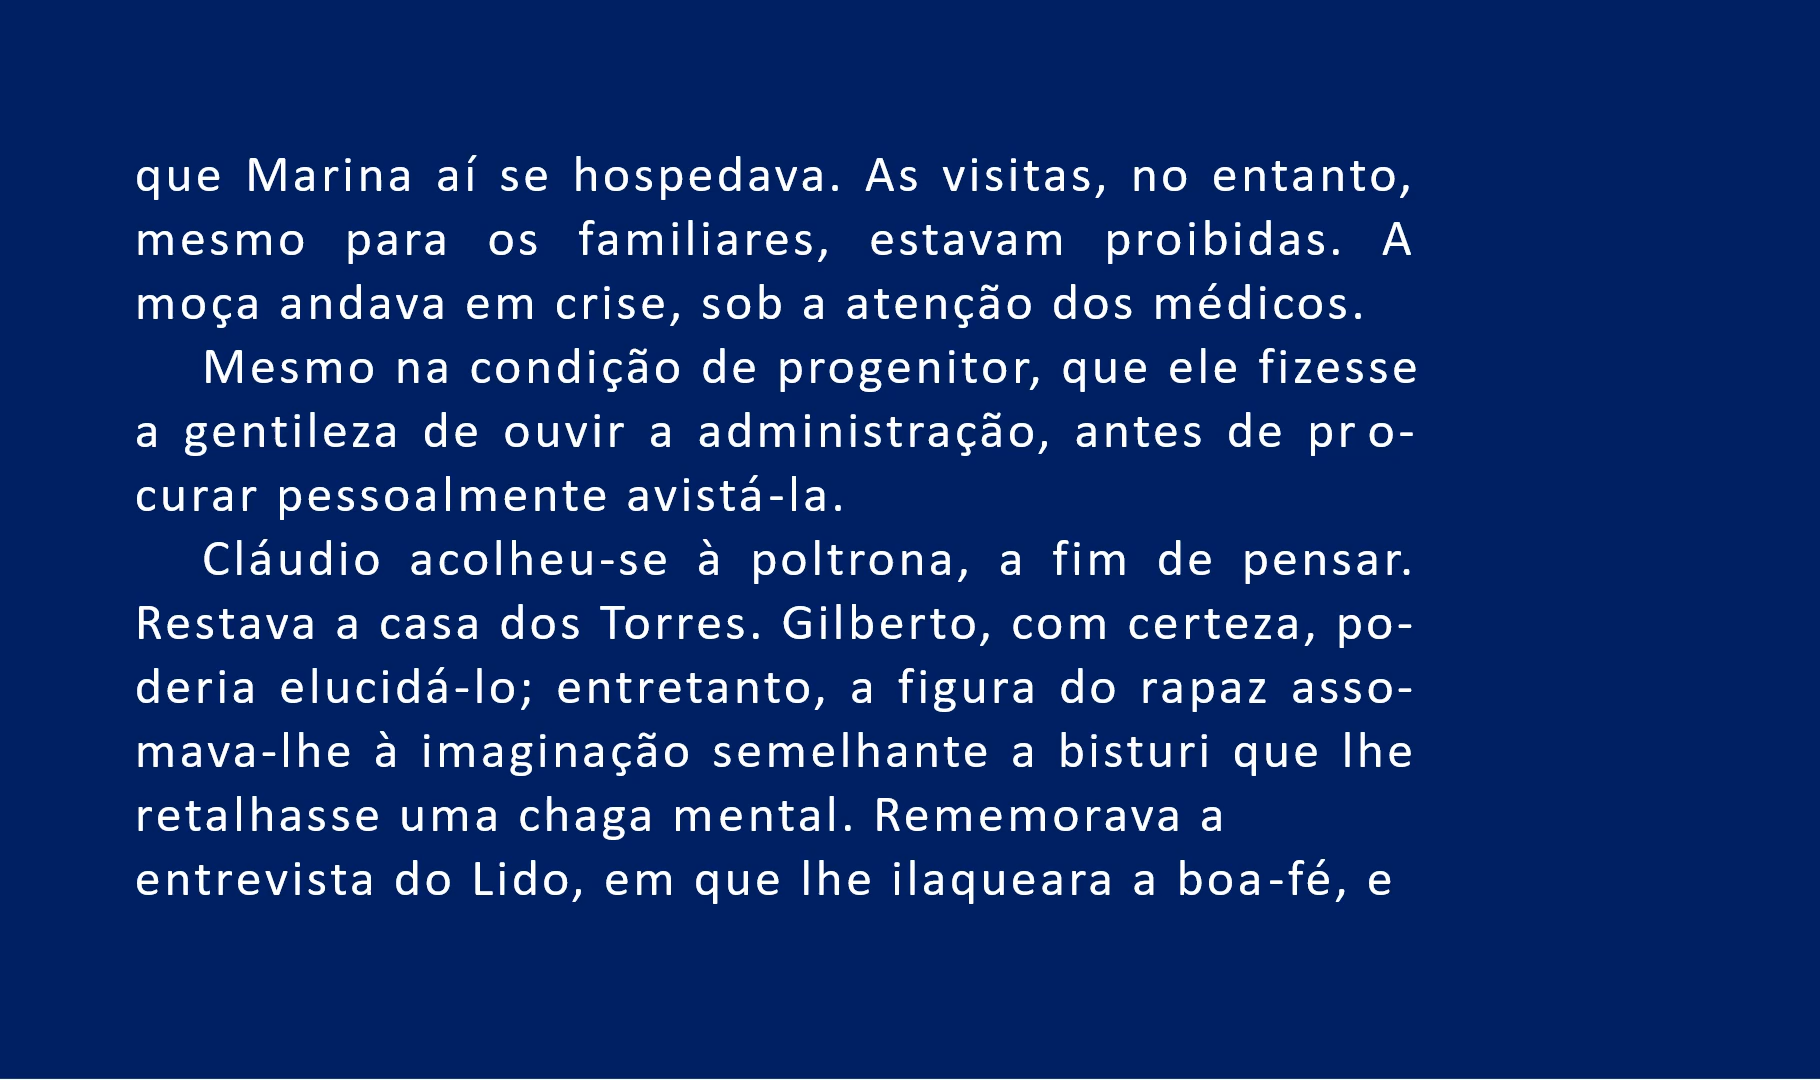 que Marina aí se hospedava. As visitas, no entanto,
mesmo para os familiares, estavam proibidas. A
moça andava em crise, sob a atenção dos médicos.
Mesmo na condição de progenitor, que ele fizesse
a gentileza de ouvir a administração, antes de pro-
curar pessoalmente avistá-la.
Cláudio acolheu-se à poltrona, a fim de pensar.
Restava a casa dos Torres. Gilberto, com certeza, po-
deria elucidá-lo; entretanto, a figura do rapaz asso-
mava-lhe à imaginação semelhante a bisturi que lhe
retalhasse uma chaga mental. Rememorava a
entrevista do Lido, em que lhe ilaqueara a boa-fé, e